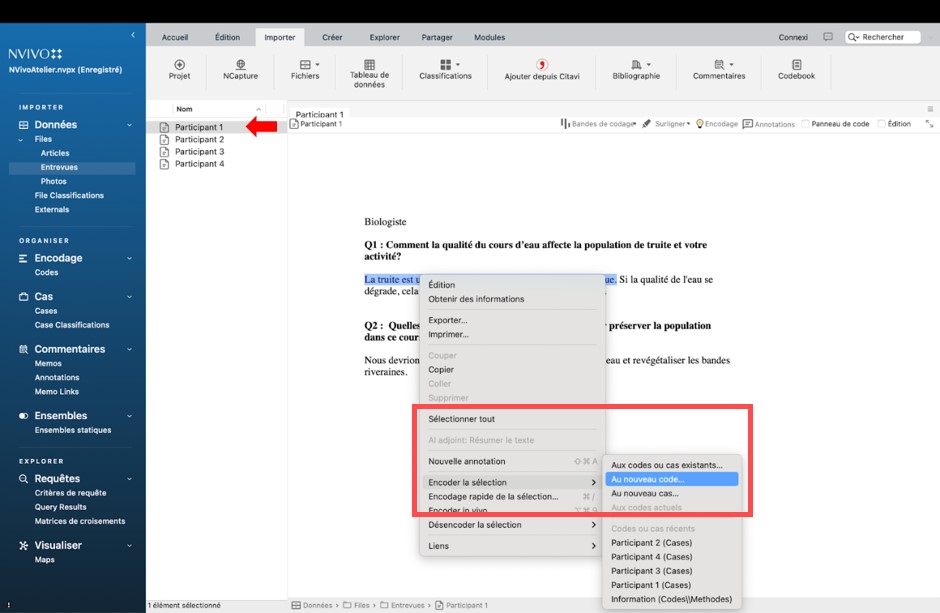 NVIVO
NVivoAtelier.nvpx (Enregistré)
IMPORTER
Données
Files
Articles
Entrevues
Photos
File Classifications
Externals
ORGANISER
Encodage
Codes
Cas
Cases
Case Classifications
Commentaires
Memos
Annotations
Memo Links
Ensembles
Ensembles statiques
EXPLORER
Requêtes
Critères de requête
Query Results
Matrices de croisements
Visualiser
Maps
Accueil Édition Importer Créer Explorer Partager Modules Connexi Rechercher
Projet NCapture Fichiers Tableau de données Classifications Ajouter depuis Citavi Bibliographie Commentaires Codebook
Nom
Participant 1
Participant 2
Participant 3
Participant 4
Participant 1
Participant 1 Bandes de codage Surligner Encodage Annotations Panneau de code Édition
Biologiste
Q1 : Comment la qualité du cours d'eau affecte la population de truite et votre
activité?
La truite est ue. Si la qualité de l'eau se
dégrade, cela
Q2 : Quelles r préserver la population
dans ce cour
Nous devrion eau et revégétaliser les bandes
riveraines.
Édition
Obtenir des informations
Exporter...
Imprimer...
Couper
Copier
Coller
Supprimer
Sélectionner tout
AI adjoint: Résumer le texte
Nouvelle annotation ⇧⌘A
Encoder la sélection >
Encodage rapide de la sélection... ⌘/
Encoder in vivo
Désencoder la sélection >
Liens >
Aux codes ou cas existants...
Au nouveau code...
Au nouveau cas...
Aux codes actuels
Codes ou cas récents
Participant 2 (Cases)
Participant 4 (Cases)
Participant 3 (Cases)
Participant 1 (Cases)
Information (Codes\\Methodes)
1 élément sélectionné
Données > Files > Entrevues > Participant 1